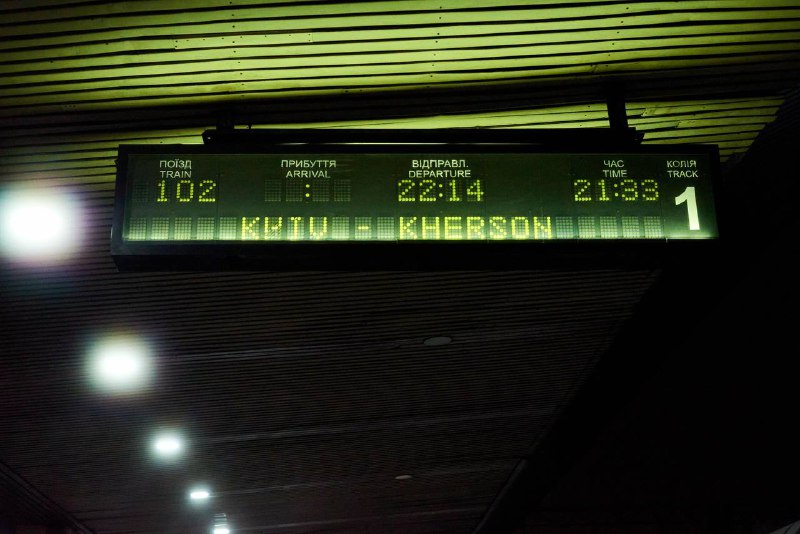 ПОЇЗД ПРИБУТТЯ ВІДПРАВЛ. ЧАС КОЛІЯ
TRAIN ARRIVAL DEPARTURE TIME TRACK
102 : 22:14 21:33 1
KYIV - KHERSON